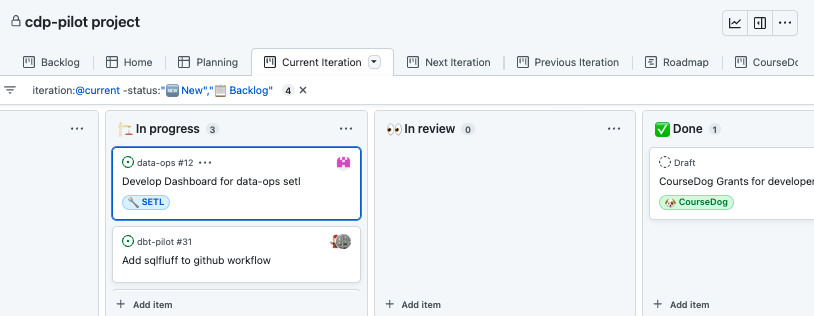 cdp-pilot project
Backlog
Home
Planning
Current Iteration
Next Iteration
Previous Iteration
Roadmap
CourseDo
iteration:@current -status:"🆕 New","📋 Backlog" 4
🏗️ In progress 3
data-ops #12
Develop Dashboard for data-ops setl
🔧 SETL
dbt-pilot #31
Add sqlfluff to github workflow
+ Add item
👀 In review 0
+ Add item
✅ Done 1
Draft
CourseDog Grants for developer
🐶 CourseDog
+ Add item